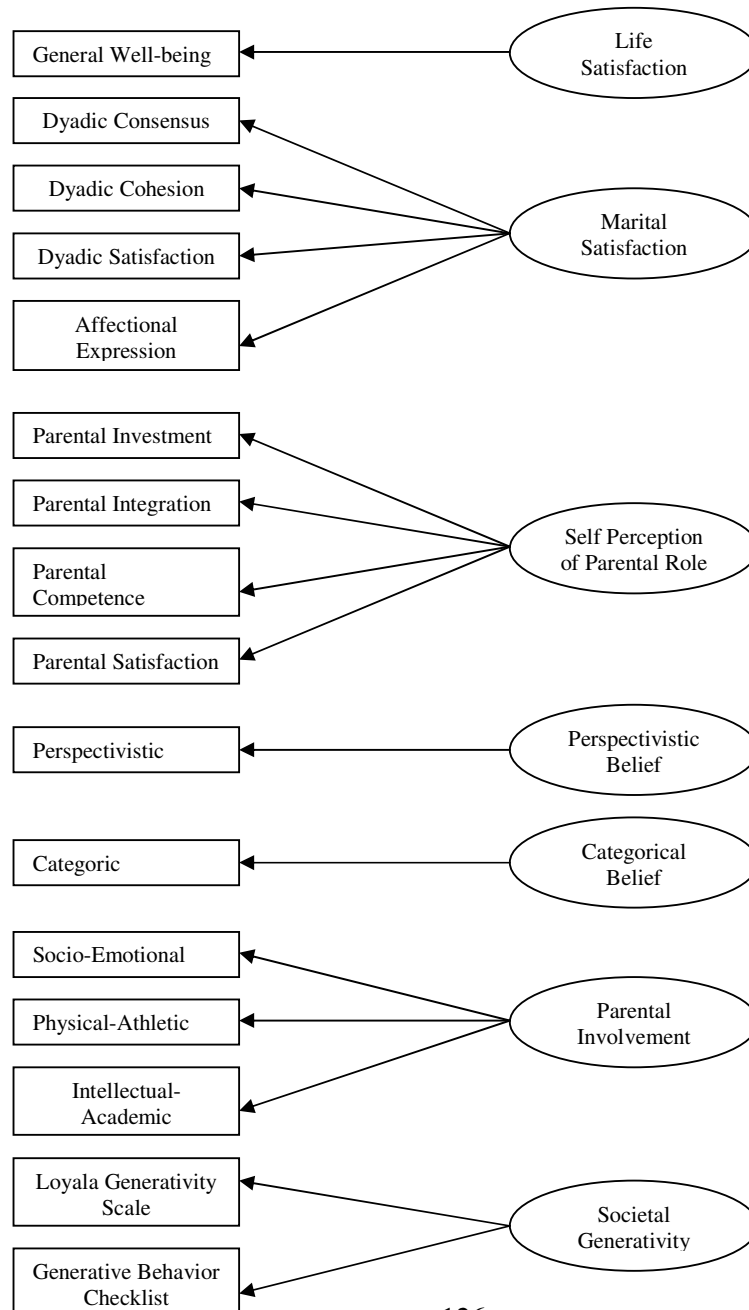 General Well-being
Life
Satisfaction
Dyadic Consensus
Dyadic Cohesion
Dyadic Satisfaction
Affectional
Expression
Marital
Satisfaction
Parental Investment
Parental Integration
Parental
Competence
Parental Satisfaction
Self Perception
of Parental Role
Perspectivistic
Perspectivistic
Belief
Categoric
Categorical
Belief
Socio-Emotional
Physical-Athletic
Intellectual-
Academic
Parental
Involvement
Loyala Generativity
Scale
Generative Behavior
Checklist
Societal
Generativity